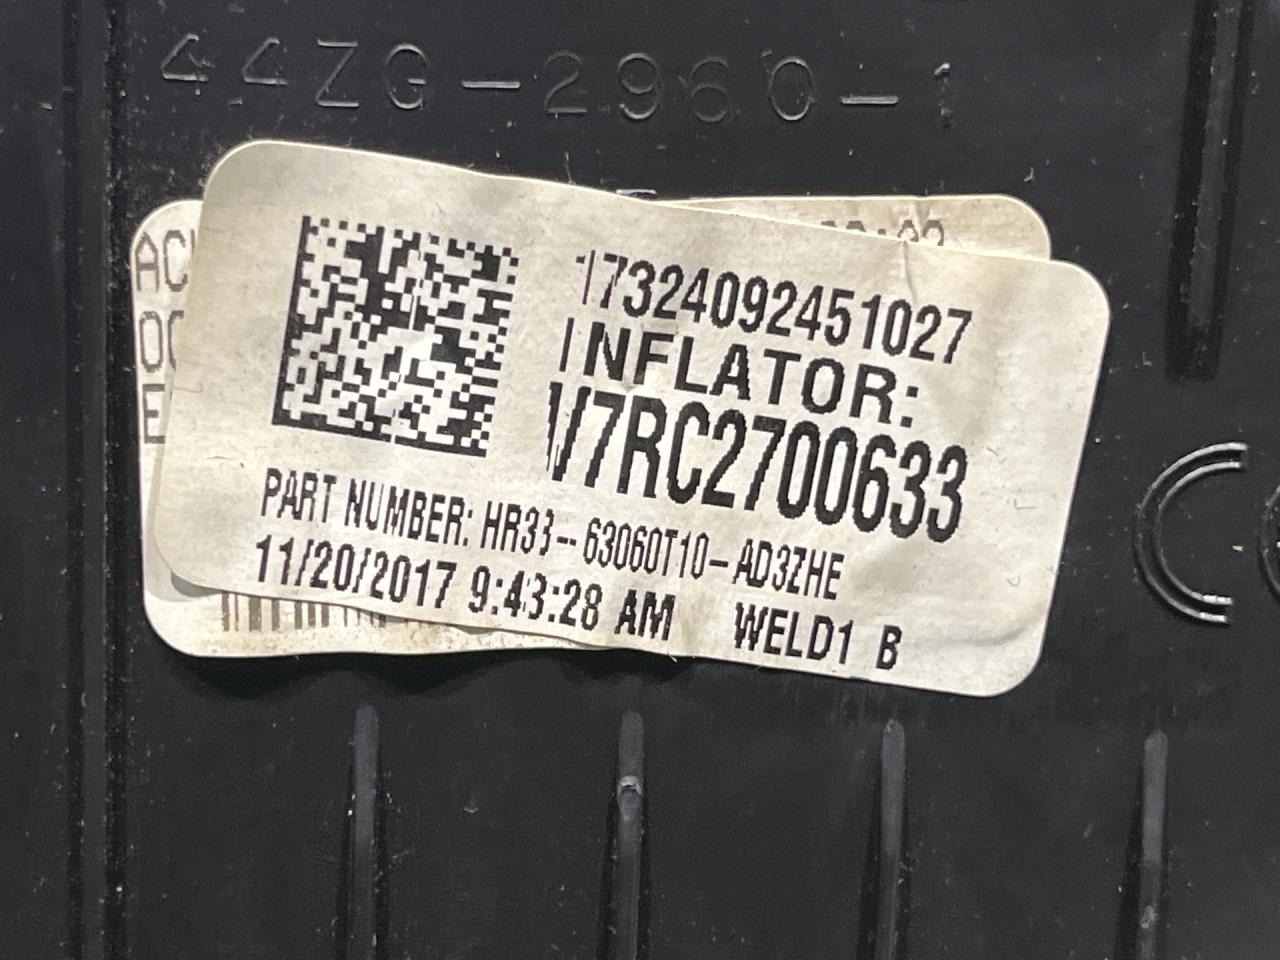 44ZG-2960-1
17324092451027
INFLATOR:
V7RC2700633
PART NUMBER: HR33-63060T10-AD3ZHE
11/20/2017 9:43:28 AM WELD1 B